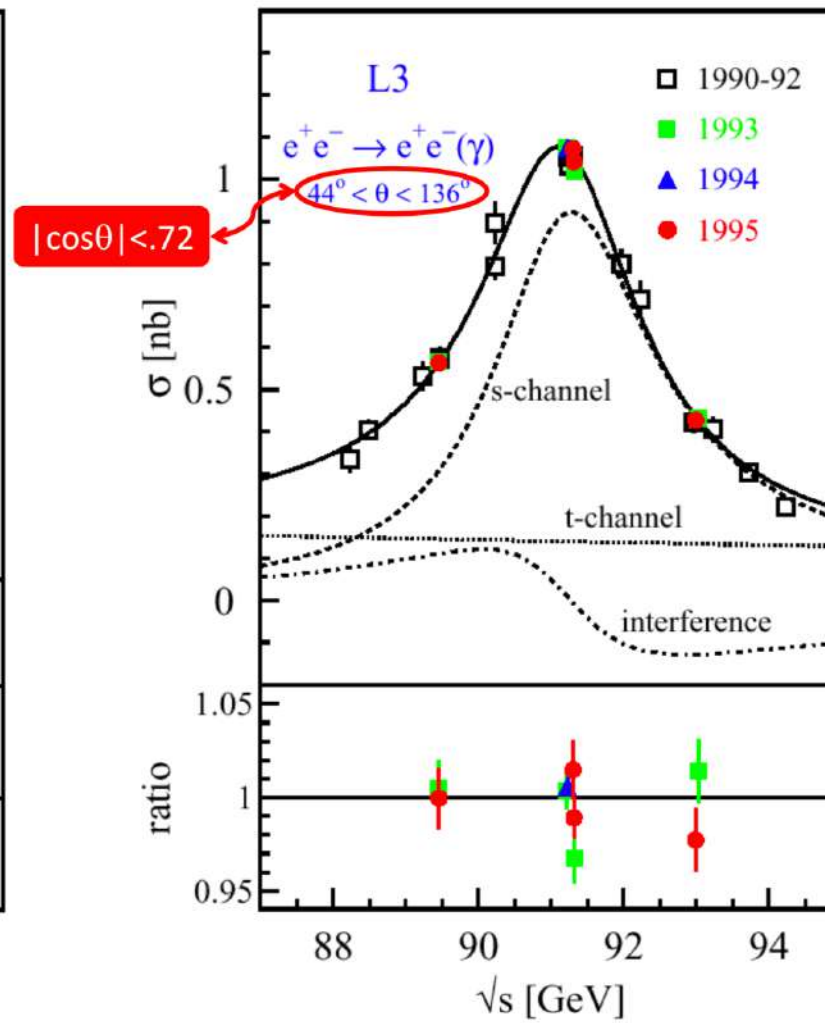 L3
e⁺e⁻ → e⁺e⁻(γ)
44° < θ < 136°
|cosθ|<.72
1990-92
1993
1994
1995
σ [nb]
1
0.5
0
s-channel
t-channel
interference
ratio
1.05
1
0.95
88 90 92 94
√s [GeV]